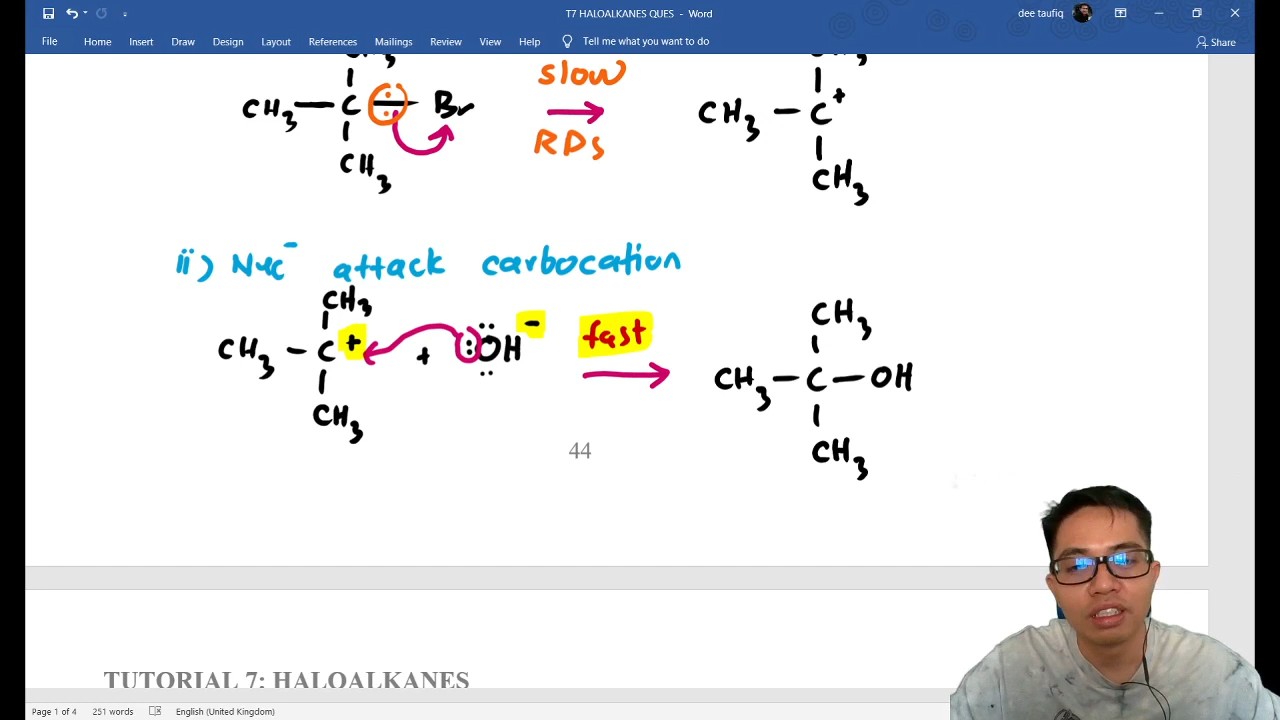 T7 HALOALKANES QUES - Word
dee taufiq
File Home Insert Draw Design Layout References Mailings Review View Help Tell me what you want to do Share
CH3 — C — Br
CH3
slow
RDs
CH3 — C+
CH3
ii) Nuc⁻ attack carbocation
CH3
CH3 — C + + :OH⁻
CH3
fast
CH3
CH3 — C — OH
CH3
44
TUTORIAL 7: HALOALKANES
Page 1 of 4 251 words English (United Kingdom)